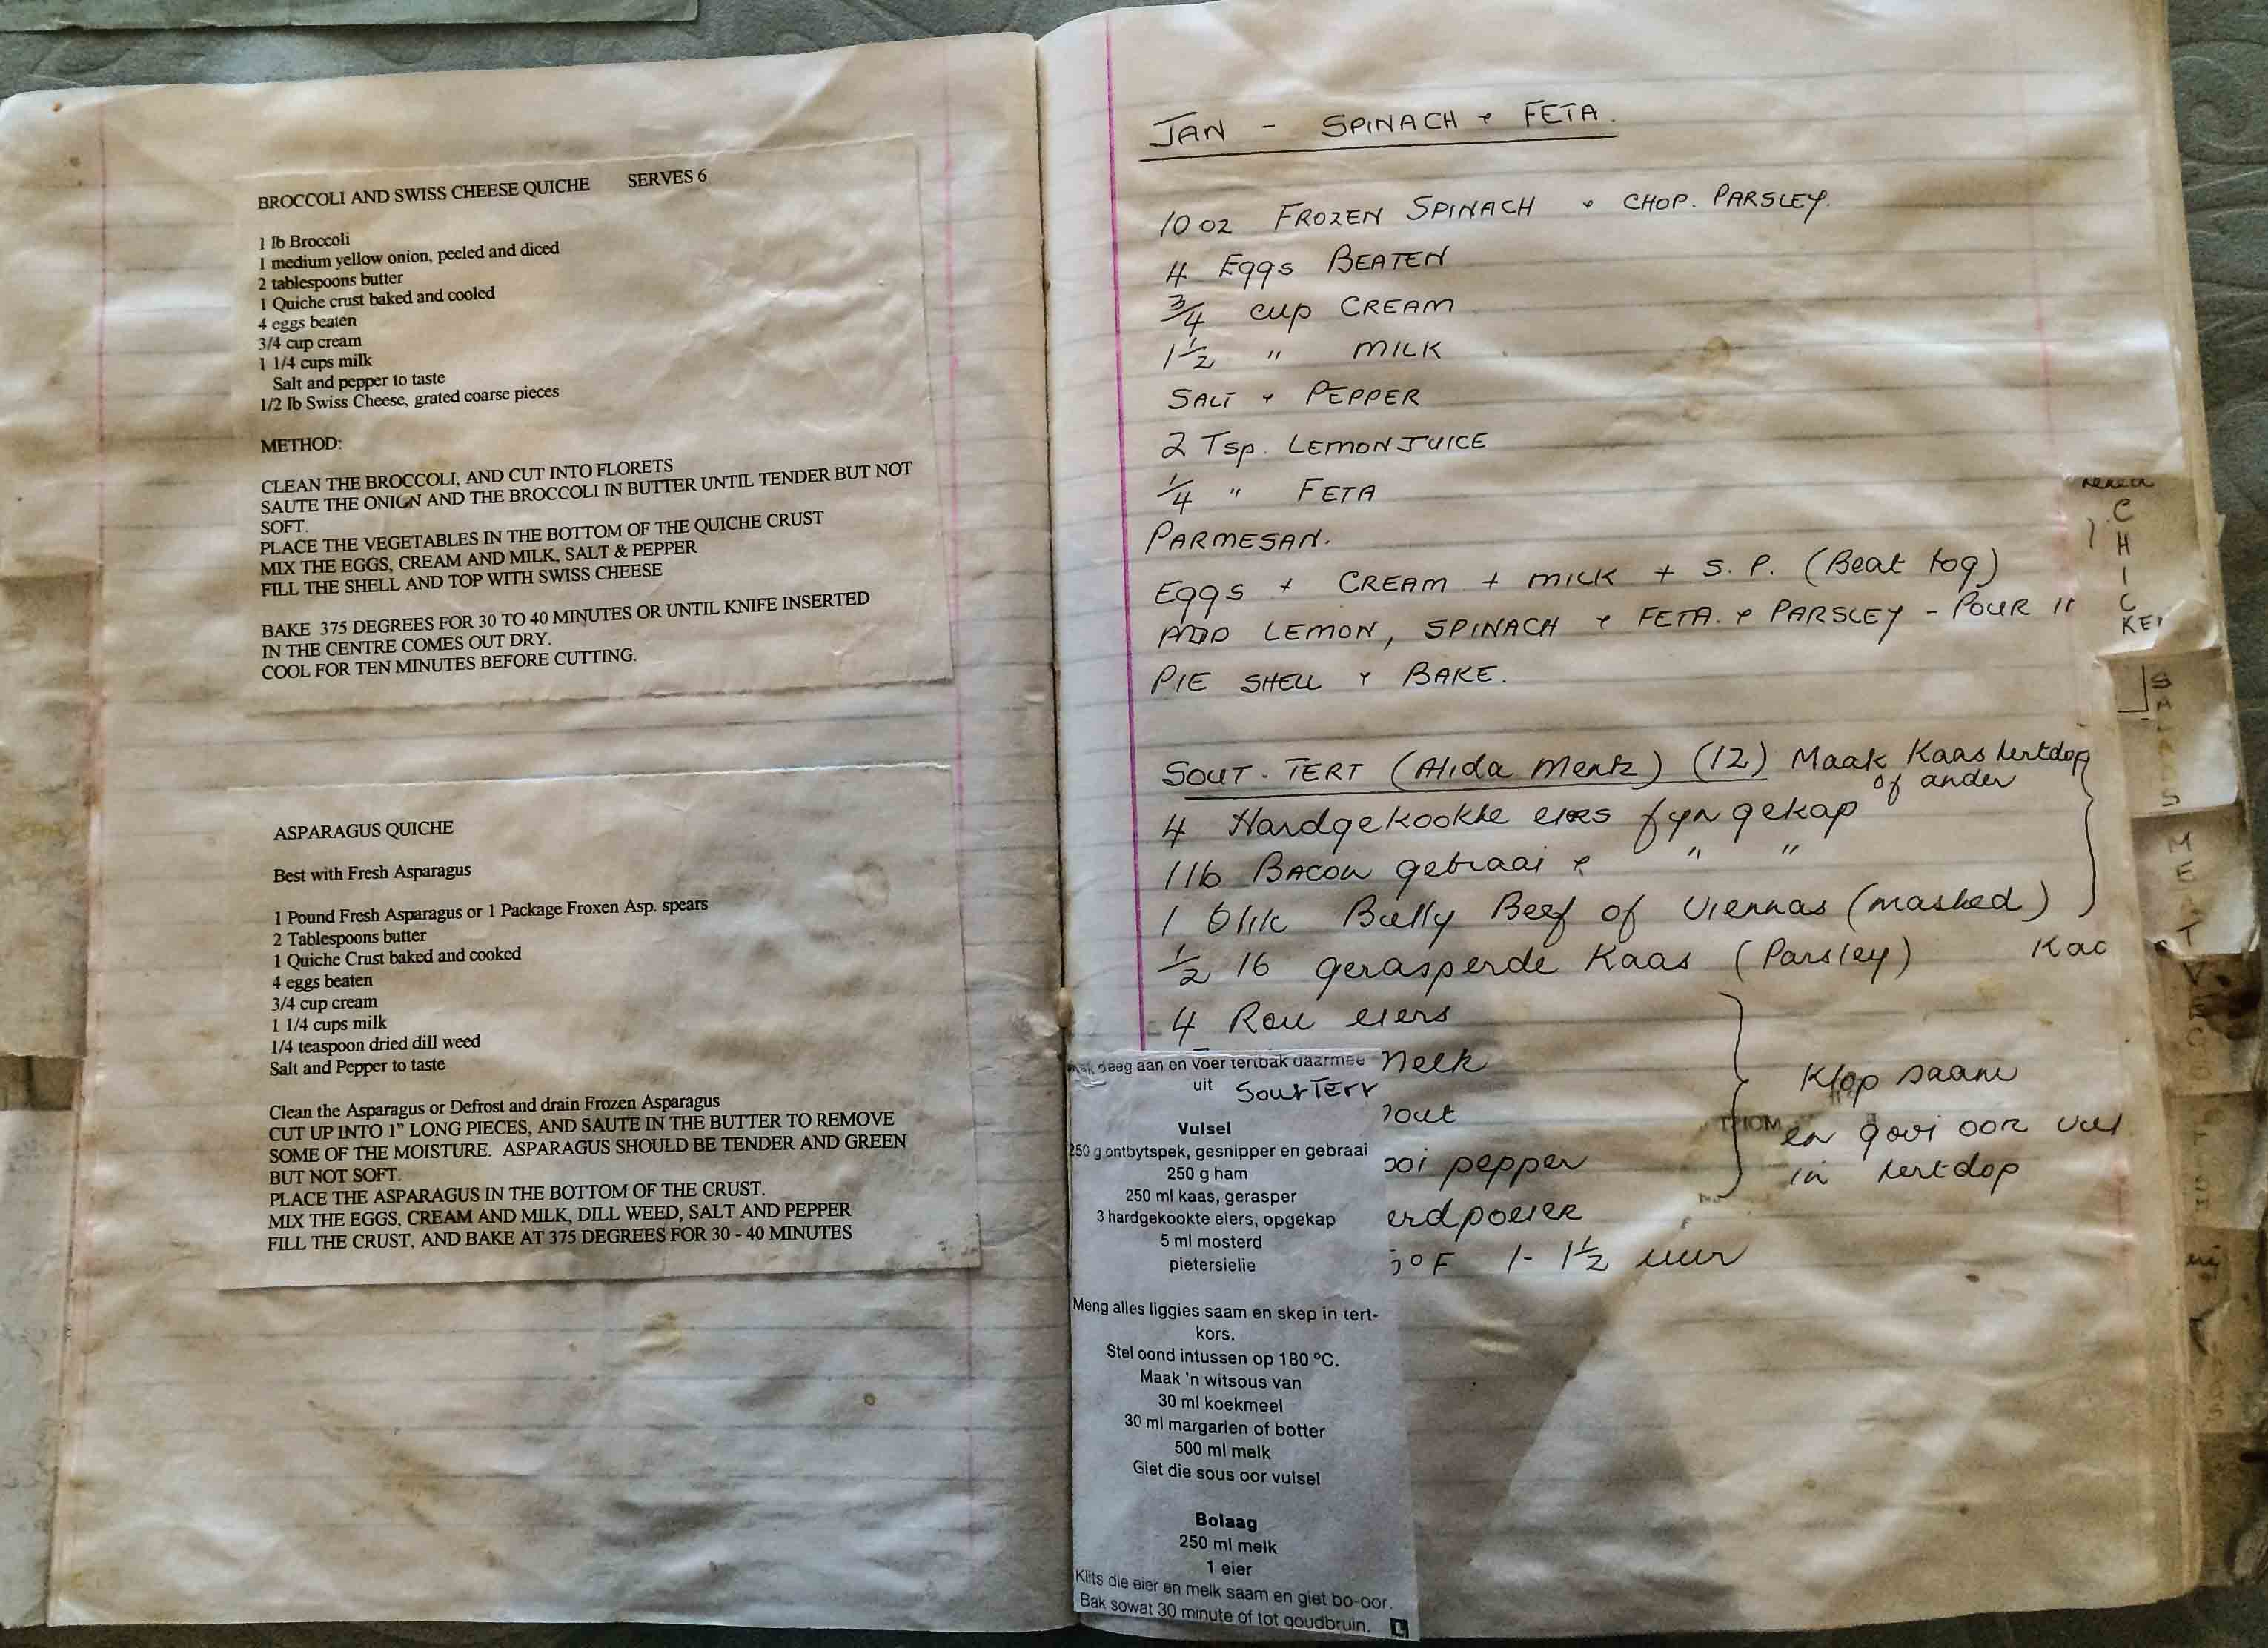 BROCCOLI AND SWISS CHEESE QUICHE SERVES 6
1 lb Broccoli
1 medium yellow onion, peeled and diced
2 tablespoons butter
1 Quiche crust baked and cooled
4 eggs beaten
3/4 cup cream
1 1/4 cups milk
Salt and pepper to taste
1/2 lb Swiss Cheese, grated coarse pieces
METHOD:
CLEAN THE BROCCOLI, AND CUT INTO FLORETS
SAUTE THE ONION AND THE BROCCOLI IN BUTTER UNTIL TENDER BUT NOT
SOFT.
PLACE THE VEGETABLES IN THE BOTTOM OF THE QUICHE CRUST
MIX THE EGGS, CREAM AND MILK, SALT & PEPPER
FILL THE SHELL AND TOP WITH SWISS CHEESE
BAKE 375 DEGREES FOR 30 TO 40 MINUTES OR UNTIL KNIFE INSERTED
IN THE CENTRE COMES OUT DRY.
COOL FOR TEN MINUTES BEFORE CUTTING.
ASPARAGUS QUICHE
Best with Fresh Asparagus
1 Pound Fresh Asparagus or 1 Package Froxen Asp. spears
2 Tablespoons butter
1 Quiche Crust baked and cooked
4 eggs beaten
3/4 cup cream
1 1/4 cups milk
1/4 teaspoon dried dill weed
Salt and Pepper to taste
Clean the Asparagus or Defrost and drain Frozen Asparagus
CUT UP INTO 1” LONG PIECES, AND SAUTE IN THE BUTTER TO REMOVE
SOME OF THE MOISTURE. ASPARAGUS SHOULD BE TENDER AND GREEN
BUT NOT SOFT.
PLACE THE ASPARAGUS IN THE BOTTOM OF THE CRUST.
MIX THE EGGS, CREAM AND MILK, DILL WEED, SALT AND PEPPER
FILL THE CRUST, AND BAKE AT 375 DEGREES FOR 30 - 40 MINUTES
JAN - SPINACH & FETA.
10 oz FROZEN SPINACH & CHOP. PARSLEY.
4 Eggs BEATEN
3/4 cup CREAM
1 1/2 " MILK
SALT & PEPPER
2 Tsp. LEMON JUICE
1/4 " FETA
PARMESAN.
Eggs + CREAM + MILK + S. P. (Beat tog)
ADD LEMON, SPINACH & FETA. & PARSLEY - POUR
PIE SHELL & BAKE.
SOUT. TERT (Alida Mentz) (12) Maak Kaas tertdop
of ander
4 Hardgekookte eiers fyn gekap
1 lb BACON gebraai & " "
1 Blik Bully Beef of Viennas (mashed)
1/2 lb gerasperde Kaas (Parsley)
4 Rou eiers
melk
sout
ooi pepper
erdpoeier
°F 1 - 1 1/2 uur
Klop saam
en gooi oor vul
in tertdop
deeg aan en voer tertbak daarmee
uit Sout Tert
Vulsel
250 g ontbytspek, gesnipper en gebraai
250 g ham
250 ml kaas, gerasper
3 hardgekookte eiers, opgekap
5 ml mosterd
pietersielie
Meng alles liggies saam en skep in tert-
kors.
Stel oond intussen op 180 °C.
Maak 'n witsous van
30 ml koekmeel
30 ml margarien of botter
500 ml melk
Giet die sous oor vulsel
Bolaag
250 ml melk
1 eier
Klits die eier en melk saam en giet bo-oor.
Bak sowat 30 minute of tot goudbruin. L
C
H
I
C
KEN
S
A
L
A
D
S
M
E
A
T